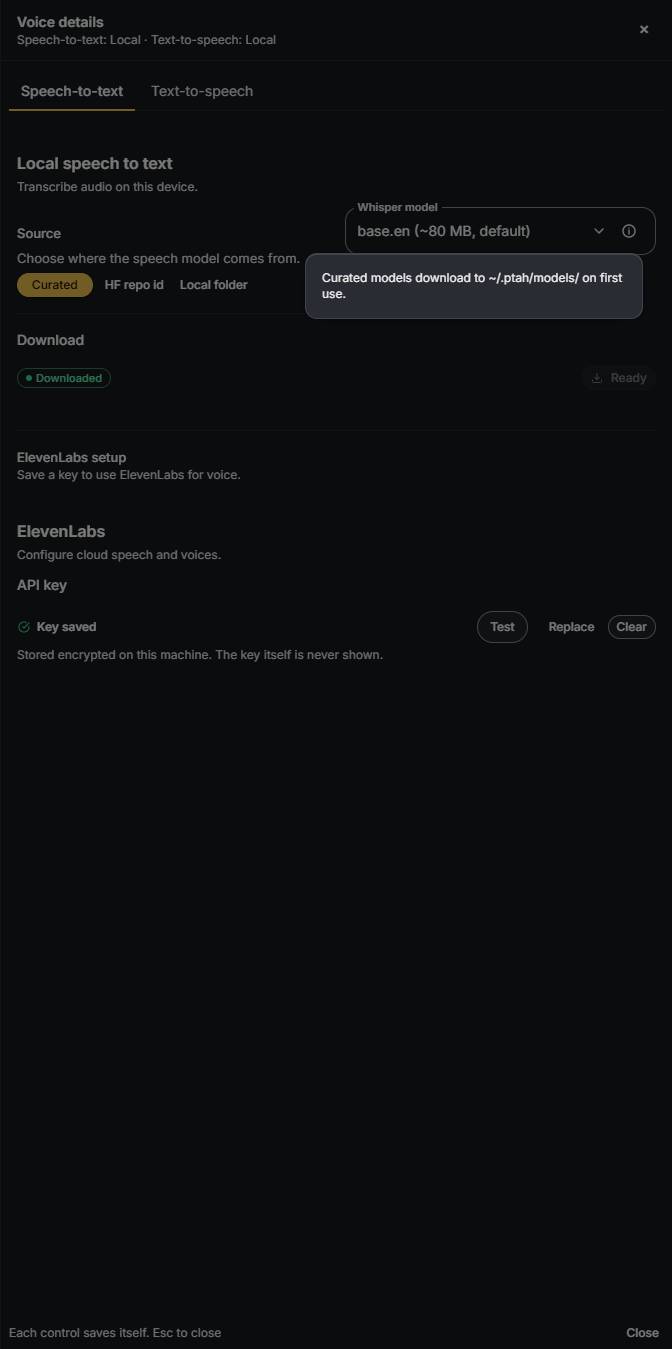 Voice details
Speech-to-text: Local · Text-to-speech: Local
×
Speech-to-text
Text-to-speech
Local speech to text
Transcribe audio on this device.
Whisper model
base.en (~80 MB, default)
Source
Choose where the speech model comes from.
Curated
HF repo id
Local folder
Curated models download to ~/.ptah/models/ on first
use.
Download
Downloaded
Ready
ElevenLabs setup
Save a key to use ElevenLabs for voice.
ElevenLabs
Configure cloud speech and voices.
API key
Key saved
Test
Replace
Clear
Stored encrypted on this machine. The key itself is never shown.
Each control saves itself. Esc to close
Close